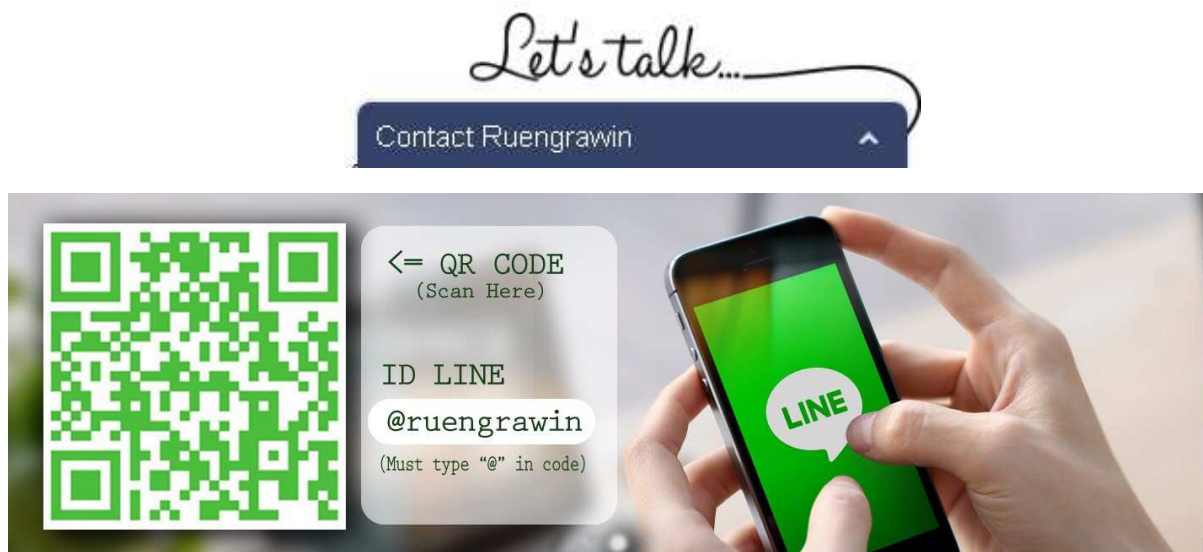 Let's talk...
Contact Ruengrawin
<= QR CODE
(Scan Here)
ID LINE
@ruengrawin
(Must type “@” in code)
LINE